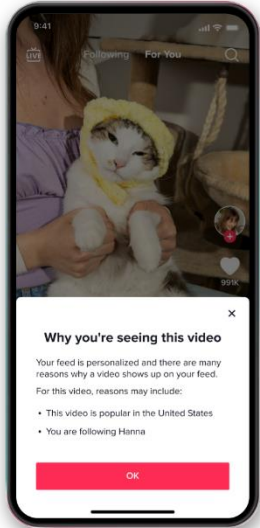 9:41
LIVE
Following For You
991K
Why you're seeing this video
Your feed is personalized and there are many
reasons why a video shows up on your feed.
For this video, reasons may include:
• This video is popular in the United States
• You are following Hanna
OK